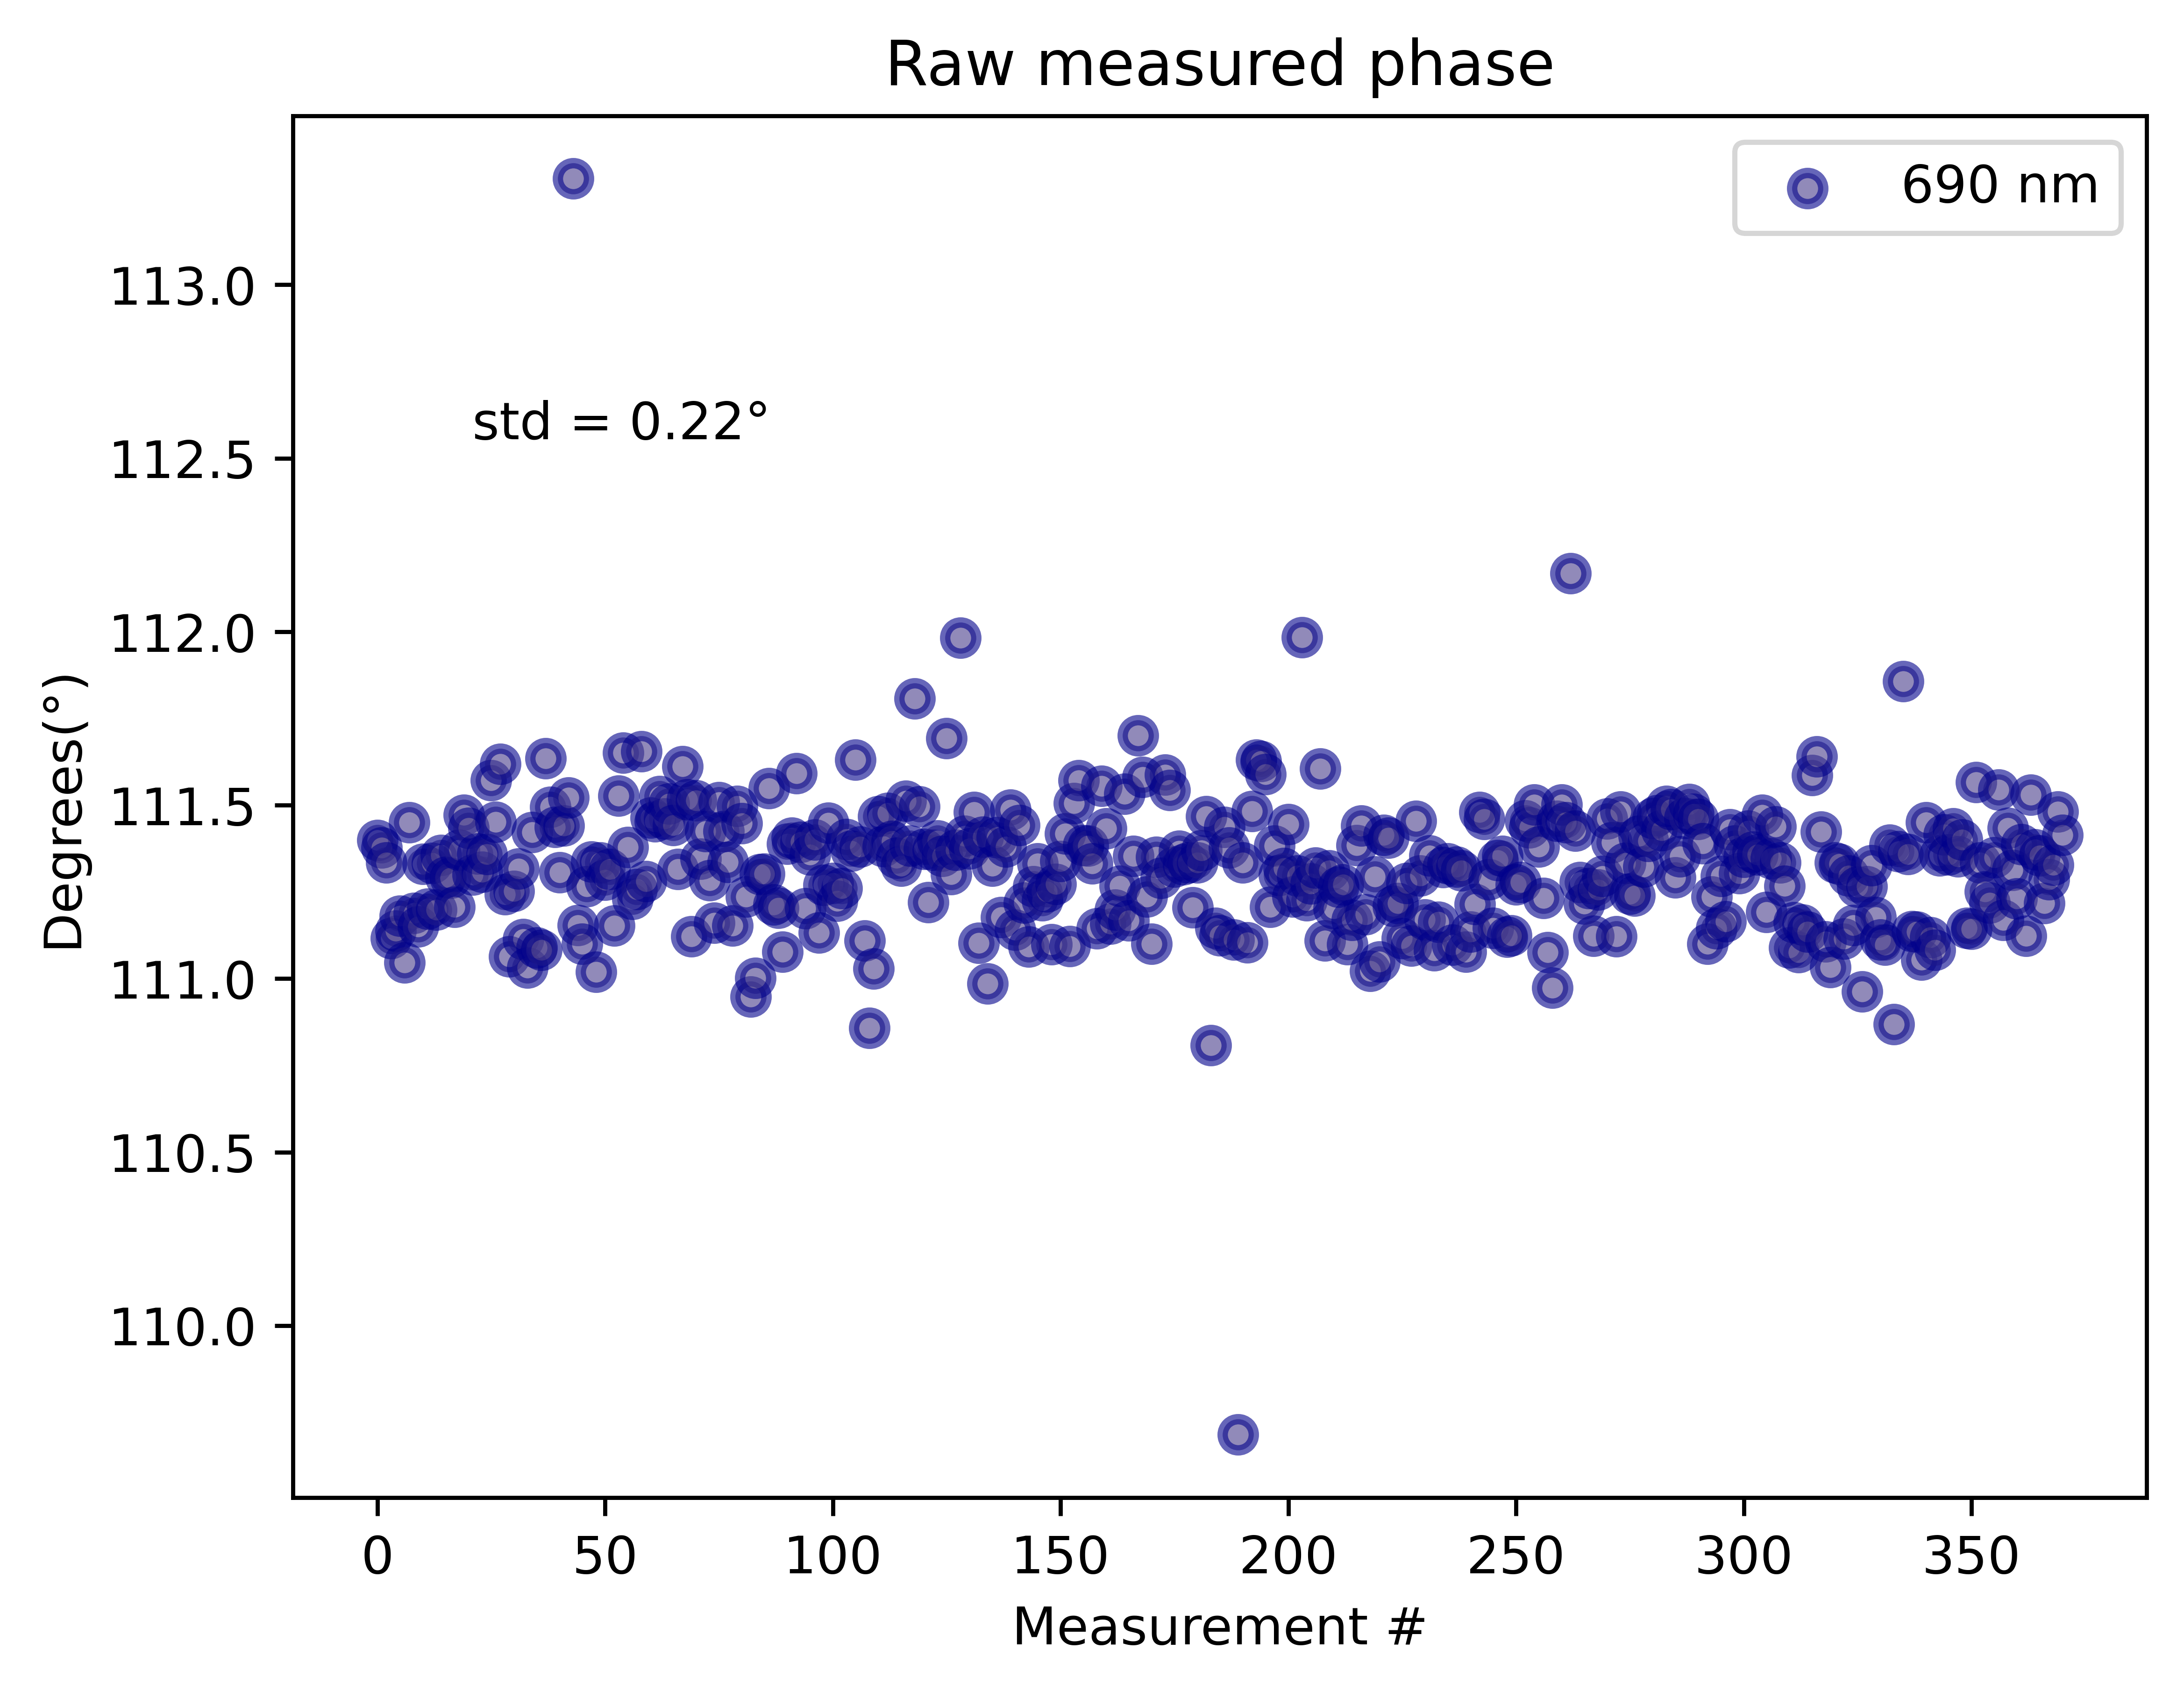 Raw measured phase
690 nm
std = 0.22°
Degrees(°)
113.0
112.5
112.0
111.5
111.0
110.5
110.0
0 50 100 150 200 250 300 350
Measurement #